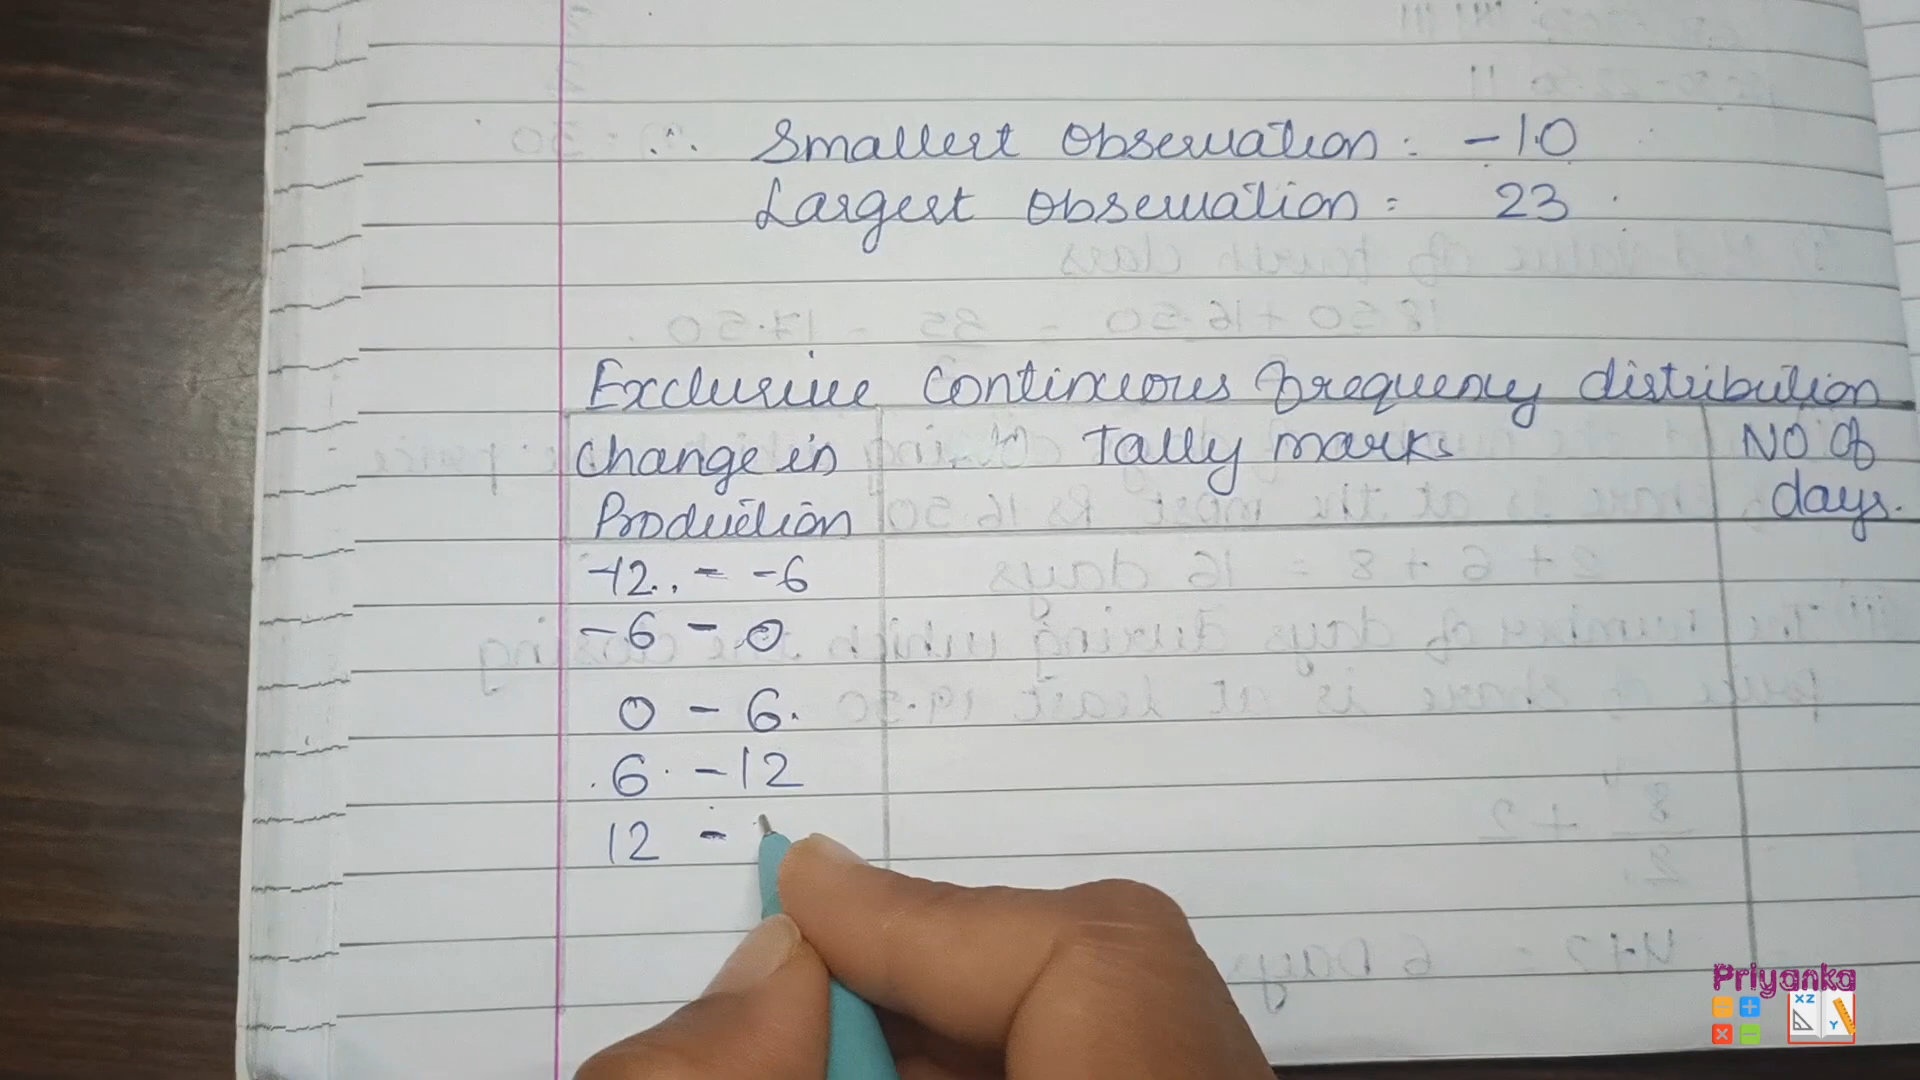 ∴ Smallest Observation : -10
Largest Observation = 23
Exclusive Continuous frequency distribution
Change in Production
Tally marks
No of days.
-12 - -6
-6 - 0
0 - 6
6 - 12
12 -
Priyanka